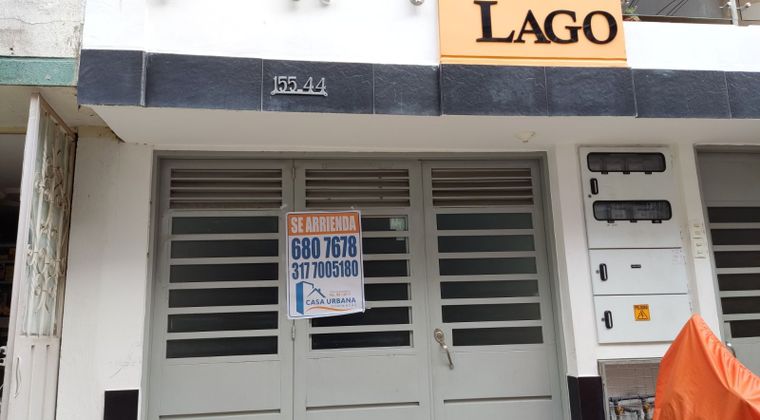 LAGO
155-44
SE ARRIENDA
680 7678
317 7005180
CASA URBANA